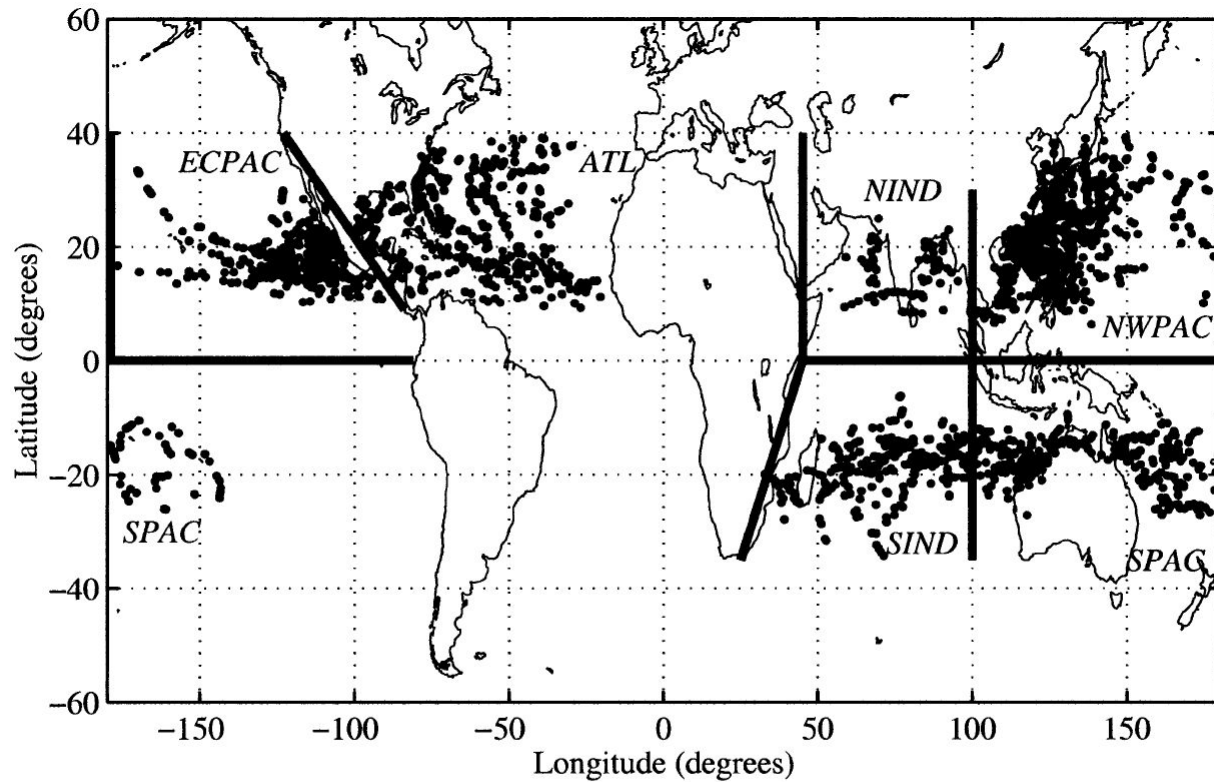 60
40
20
0
−20
−40
−60
Latitude (degrees)
ECPAC
ATL
NIND
NWPAC
SPAC
SIND
SPAC
−150
−100
−50
0
50
100
150
Longitude (degrees)